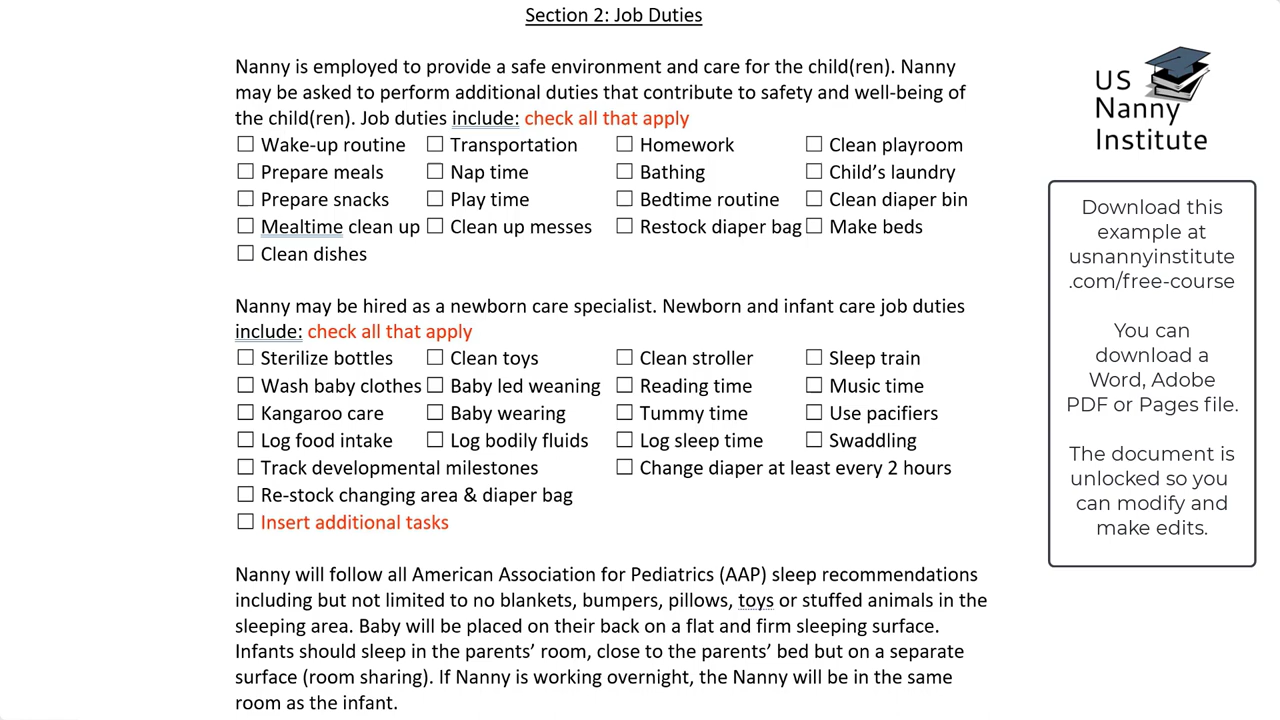 Section 2: Job Duties
Nanny is employed to provide a safe environment and care for the child(ren). Nanny
may be asked to perform additional duties that contribute to safety and well-being of
the child(ren). Job duties include: check all that apply
☐ Wake-up routine ☐ Transportation ☐ Homework ☐ Clean playroom
☐ Prepare meals ☐ Nap time ☐ Bathing ☐ Child’s laundry
☐ Prepare snacks ☐ Play time ☐ Bedtime routine ☐ Clean diaper bin
☐ Mealtime clean up ☐ Clean up messes ☐ Restock diaper bag ☐ Make beds
☐ Clean dishes
Nanny may be hired as a newborn care specialist. Newborn and infant care job duties
include: check all that apply
☐ Sterilize bottles ☐ Clean toys ☐ Clean stroller ☐ Sleep train
☐ Wash baby clothes ☐ Baby led weaning ☐ Reading time ☐ Music time
☐ Kangaroo care ☐ Baby wearing ☐ Tummy time ☐ Use pacifiers
☐ Log food intake ☐ Log bodily fluids ☐ Log sleep time ☐ Swaddling
☐ Track developmental milestones ☐ Change diaper at least every 2 hours
☐ Re-stock changing area & diaper bag
☐ Insert additional tasks
Nanny will follow all American Association for Pediatrics (AAP) sleep recommendations
including but not limited to no blankets, bumpers, pillows, toys or stuffed animals in the
sleeping area. Baby will be placed on their back on a flat and firm sleeping surface.
Infants should sleep in the parents’ room, close to the parents’ bed but on a separate
surface (room sharing). If Nanny is working overnight, the Nanny will be in the same
room as the infant.
US
Nanny
Institute
Download this
example at
usnannyinstitute
.com/free-course
You can
download a
Word, Adobe
PDF or Pages file.
The document is
unlocked so you
can modify and
make edits.